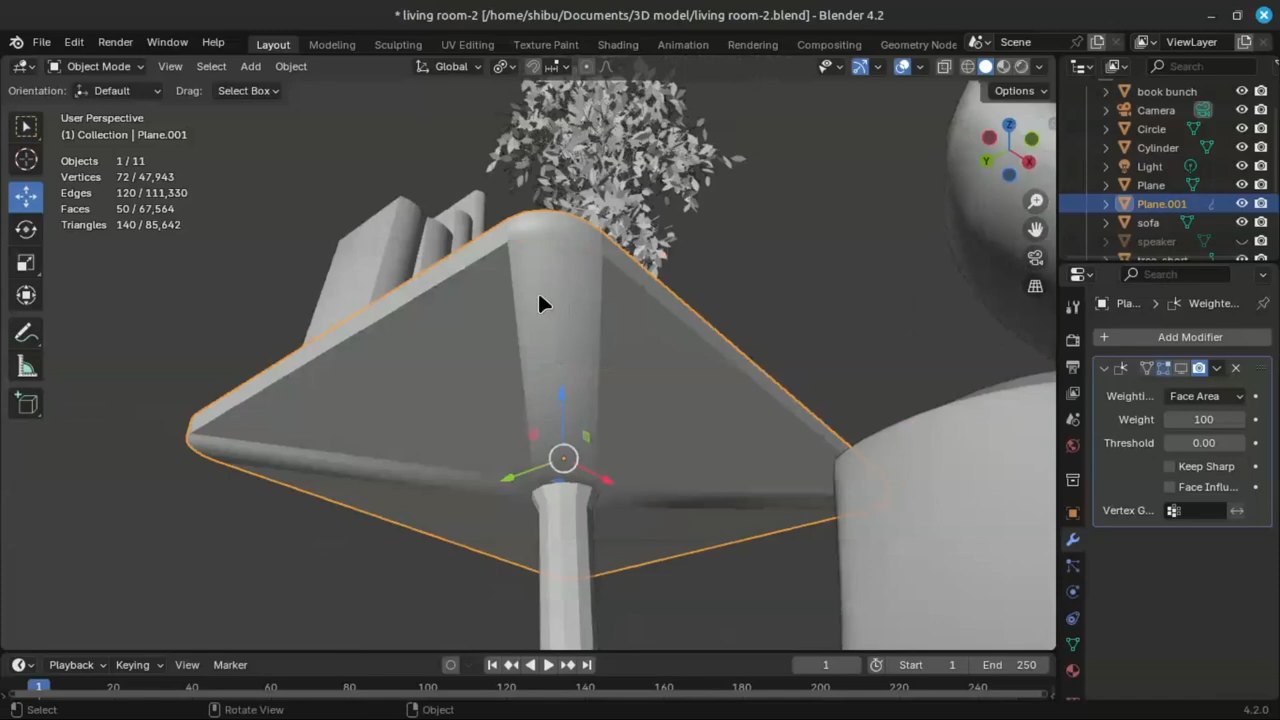 * living room-2 [/home/shibu/Documents/3D model/living room-2.blend] - Blender 4.2
File Edit Render Window Help Layout Modeling Sculpting UV Editing Texture Paint Shading Animation Rendering Compositing Geometry Node Scene ViewLayer
Object Mode View Select Add Object Global Search
Orientation: Default Drag: Select Box Options
User Perspective
(1) Collection | Plane.001
Objects 1 / 11
Vertices 72 / 47,943
Edges 120 / 111,330
Faces 50 / 67,564
Triangles 140 / 85,642
Z
Y
X
book bunch
Camera
Circle
Cylinder
Light
Plane
Plane.001
sofa
speaker
Search
Pla... Weighte...
Add Modifier
Weighti... Face Area
Weight 100
Threshold 0.00
Keep Sharp
Face Influ...
Vertex G...
Playback Keying View Marker 1 Start 1 End 250
1 20 40 60 80 100 120 140 160 180 200 220 240
Select Rotate View Object 4.2.0